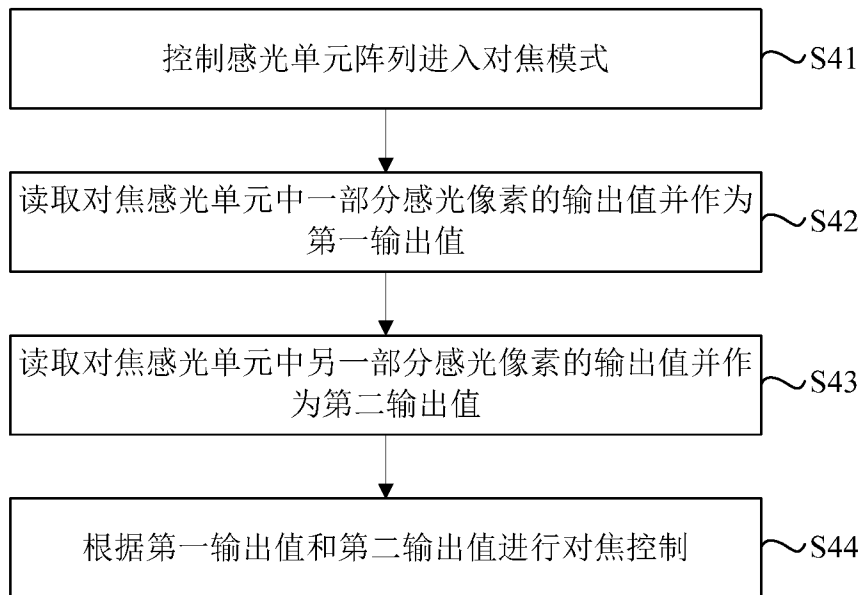 控制感光单元阵列进入对焦模式
S41
读取对焦感光单元中一部分感光像素的输出值并作为
第一输出值
S42
读取对焦感光单元中另一部分感光像素的输出值并作
为第二输出值
S43
根据第一输出值和第二输出值进行对焦控制
S44